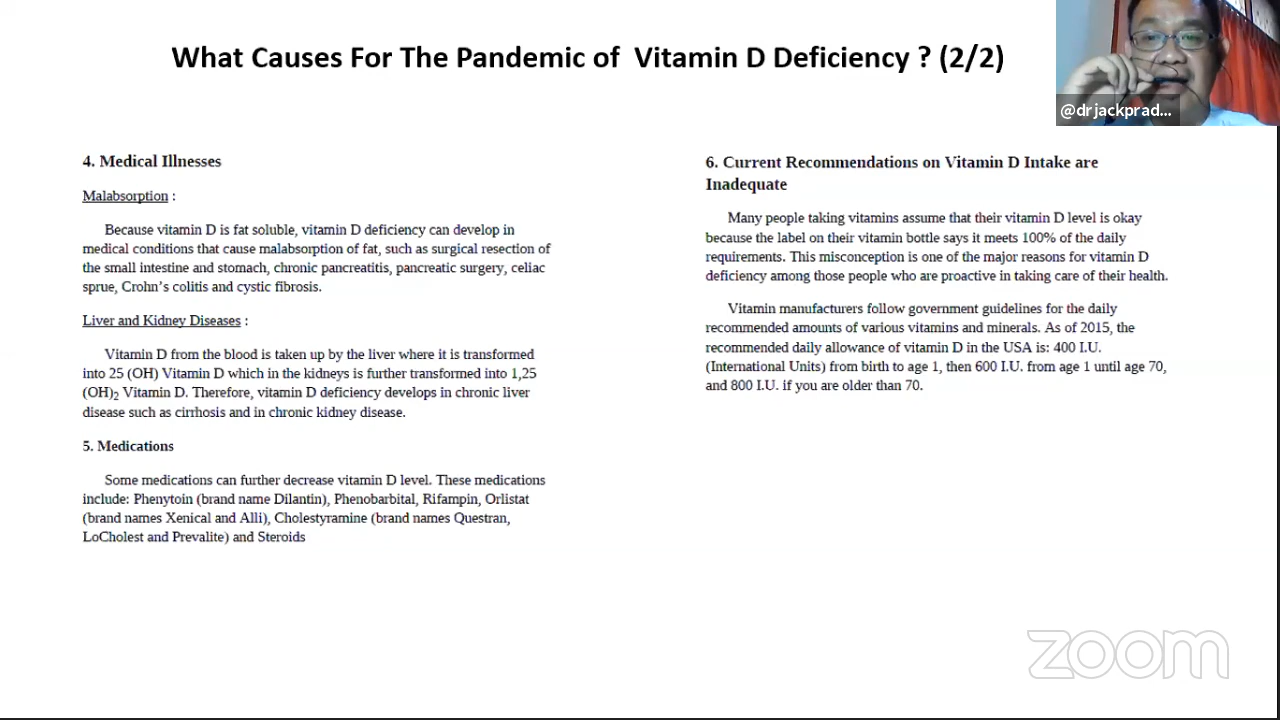 What Causes For The Pandemic of Vitamin D Deficiency ? (2/2)
@drjackprad...
4. Medical Illnesses
Malabsorption :
Because vitamin D is fat soluble, vitamin D deficiency can develop in
medical conditions that cause malabsorption of fat, such as surgical resection of
the small intestine and stomach, chronic pancreatitis, pancreatic surgery, celiac
sprue, Crohn's colitis and cystic fibrosis.
Liver and Kidney Diseases :
Vitamin D from the blood is taken up by the liver where it is transformed
into 25 (OH) Vitamin D which in the kidneys is further transformed into 1,25
(OH)₂ Vitamin D. Therefore, vitamin D deficiency develops in chronic liver
disease such as cirrhosis and in chronic kidney disease.
5. Medications
Some medications can further decrease vitamin D level. These medications
include: Phenytoin (brand name Dilantin), Phenobarbital, Rifampin, Orlistat
(brand names Xenical and Alli), Cholestyramine (brand names Questran,
LoCholest and Prevalite) and Steroids
6. Current Recommendations on Vitamin D Intake are
Inadequate
Many people taking vitamins assume that their vitamin D level is okay
because the label on their vitamin bottle says it meets 100% of the daily
requirements. This misconception is one of the major reasons for vitamin D
deficiency among those people who are proactive in taking care of their health.
Vitamin manufacturers follow government guidelines for the daily
recommended amounts of various vitamins and minerals. As of 2015, the
recommended daily allowance of vitamin D in the USA is: 400 I.U.
(International Units) from birth to age 1, then 600 I.U. from age 1 until age 70,
and 800 I.U. if you are older than 70.
zoom